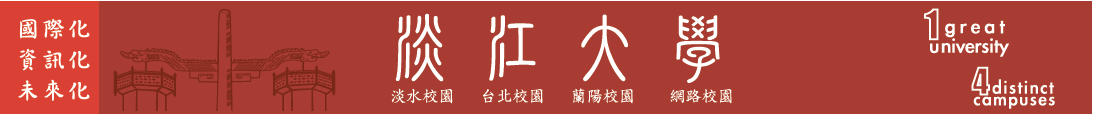 國際化
資訊化
未來化
淡江大學
淡水校園 台北校園 蘭陽校園 網路校園
1 great
university
4 distinct
campuses